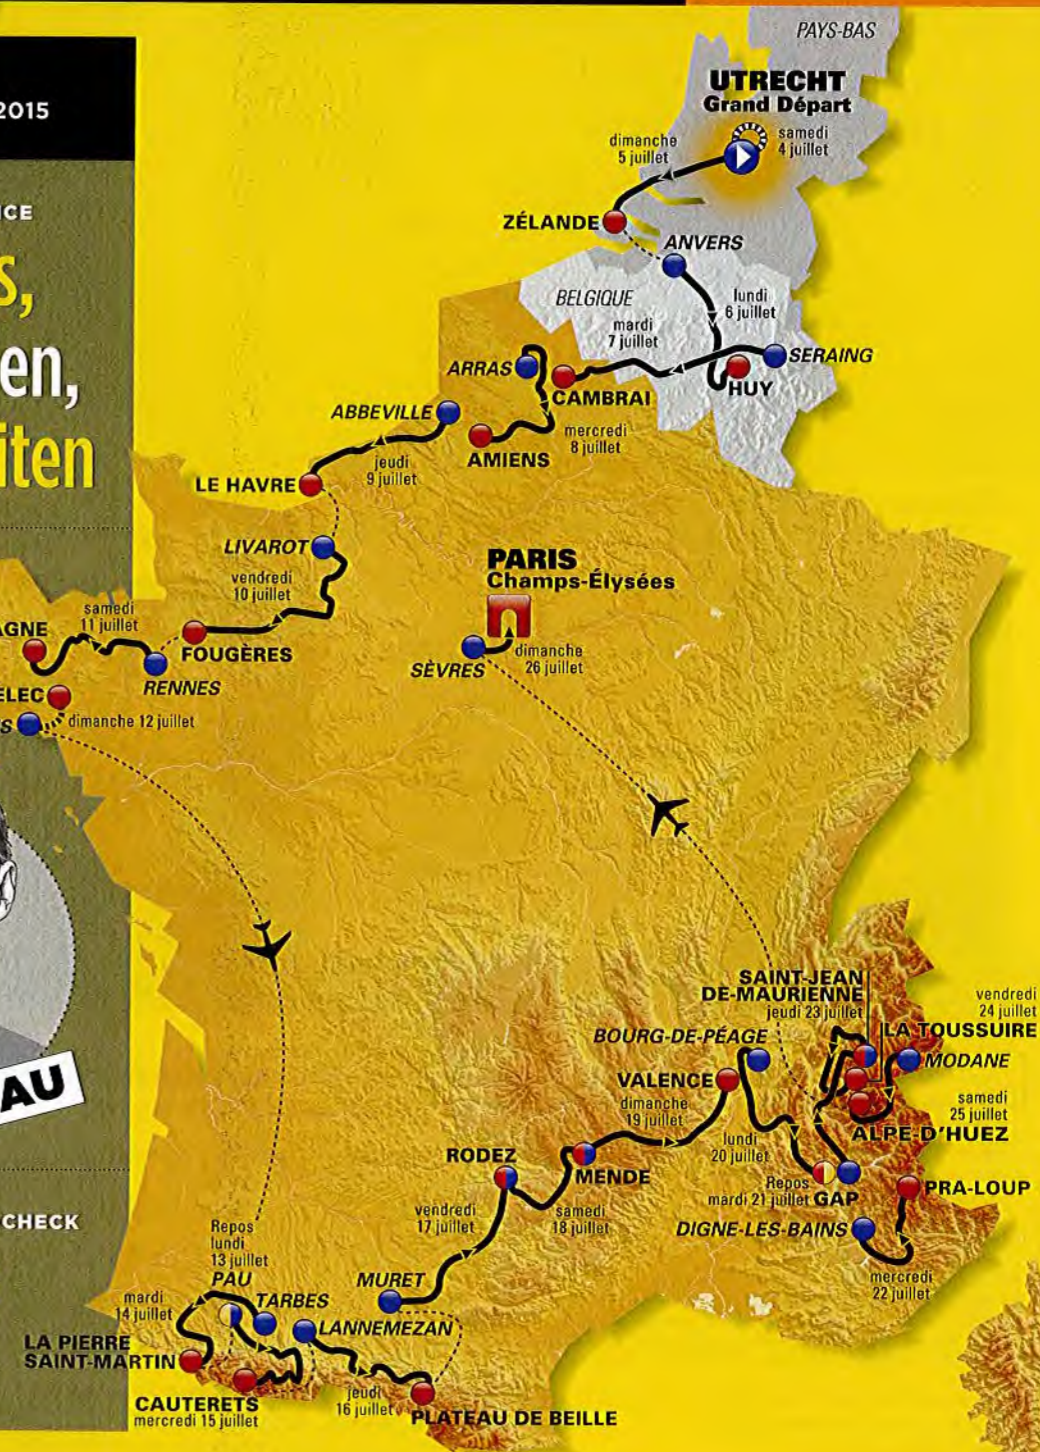 2015
ICE
s,
en,
iten
AU
CHECK
PAYS-BAS
UTRECHT
Grand Départ
samedi
4 juillet
dimanche
5 juillet
ZÉLANDE
ANVERS
BELGIQUE
lundi
6 juillet
mardi
7 juillet
SERAING
HUY
ARRAS
CAMBRAI
ABBEVILLE
mercredi
8 juillet
AMIENS
jeudi
9 juillet
LE HAVRE
LIVAROT
vendredi
10 juillet
PARIS
Champs-Élysées
samedi
11 juillet
AGNE
FOUGÈRES
RENNES
dimanche
26 juillet
SÈVRES
ELEC
S
dimanche 12 juillet
SAINT-JEAN
DE-MAURIENNE
jeudi 23 juillet
vendredi
24 juillet
LA TOUSSUIRE
BOURG-DE-PÉAGE
MODANE
VALENCE
dimanche
19 juillet
samedi
25 juillet
ALPE-D'HUEZ
lundi
20 juillet
RODEZ
MENDE
Repos
mardi 21 juillet
GAP
PRA-LOUP
vendredi
17 juillet
samedi
18 juillet
DIGNE-LES-BAINS
Repos
lundi
13 juillet
PAU
MURET
mercredi
22 juillet
mardi
14 juillet
TARBES
LANNEMEZAN
LA PIERRE
SAINT-MARTIN
CAUTERETS
mercredi 15 juillet
jeudi
16 juillet
PLATEAU DE BEILLE